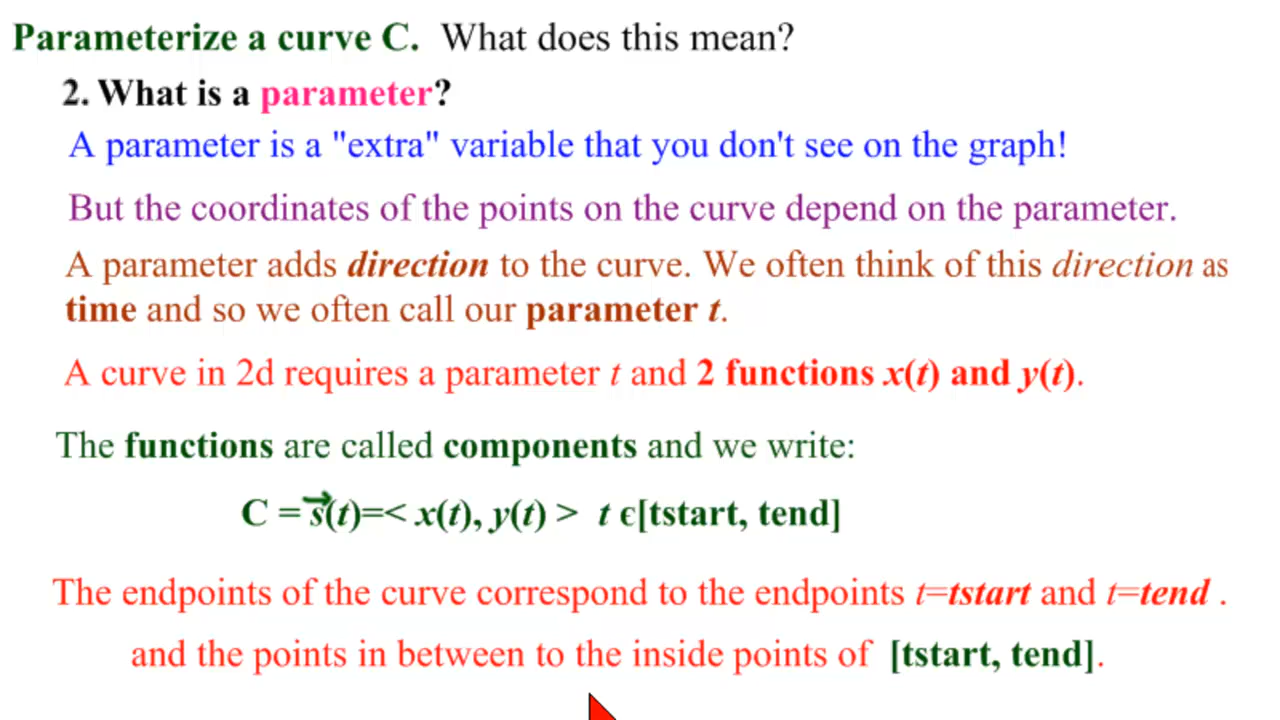 Parameterize a curve C. What does this mean?
2. What is a parameter?
A parameter is a "extra" variable that you don't see on the graph!
But the coordinates of the points on the curve depend on the parameter.
A parameter adds direction to the curve. We often think of this direction as
time and so we often call our parameter t.
A curve in 2d requires a parameter t and 2 functions x(t) and y(t).
The functions are called components and we write:
C = s⃗(t)=< x(t), y(t) > t ϵ[tstart, tend]
The endpoints of the curve correspond to the endpoints t=tstart and t=tend .
and the points in between to the inside points of [tstart, tend].